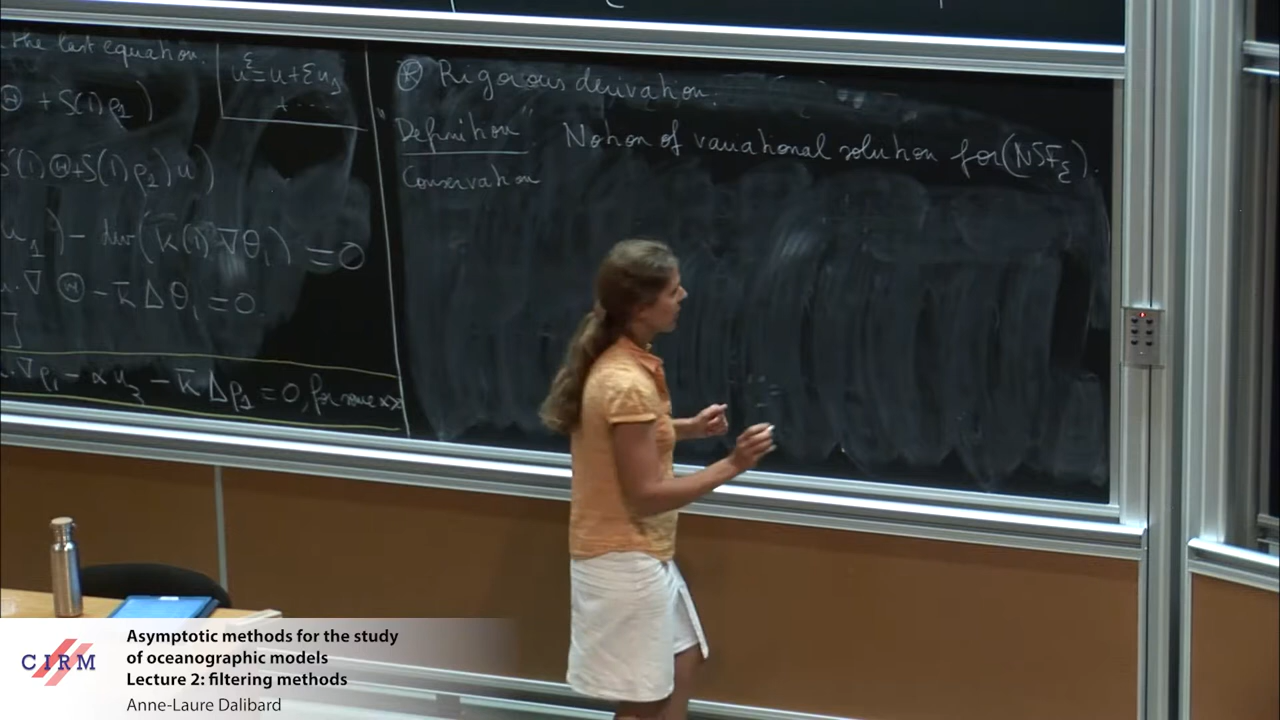 the last equation.
u^ε = u + εu_1
+ ...
Θ + S(1)ρ_2)
S'(1)Θ + S(1)ρ_2)u)
u_1) - div(k̄(1)∇θ_1) = 0
u.∇Θ - k̄Δθ_1 = 0.
.∇ρ_1 - αu_3 - k̄Δρ_1 = 0, for some
Ⓡ Rigorous derivation.
Definition Notion of variational solution for (NSF_ε).
Conservation
CIRM
Asymptotic methods for the study
of oceanographic models
Lecture 2: filtering methods
Anne-Laure Dalibard